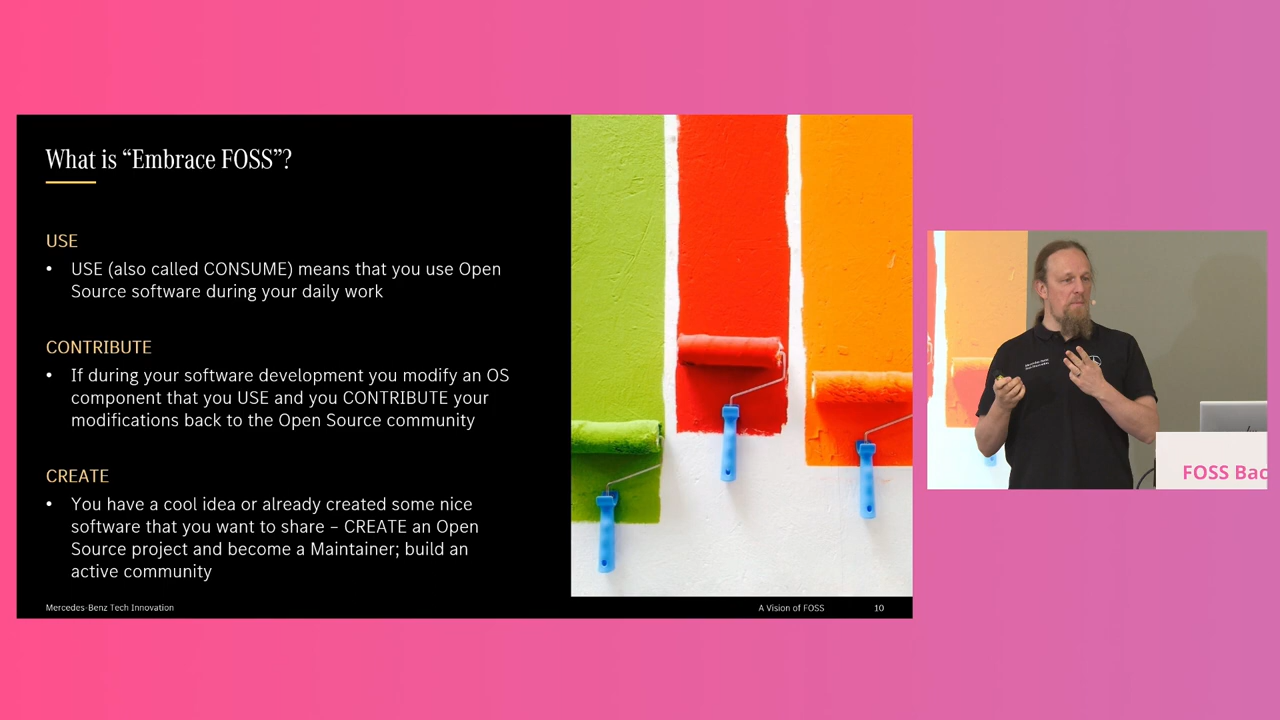 What is “Embrace FOSS”?
USE
• USE (also called CONSUME) means that you use Open
Source software during your daily work
CONTRIBUTE
• If during your software development you modify an OS
component that you USE and you CONTRIBUTE your
modifications back to the Open Source community
CREATE
• You have a cool idea or already created some nice
software that you want to share – CREATE an Open
Source project and become a Maintainer; build an
active community
Mercedes-Benz Tech Innovation
A Vision of FOSS
10
FOSS Bac